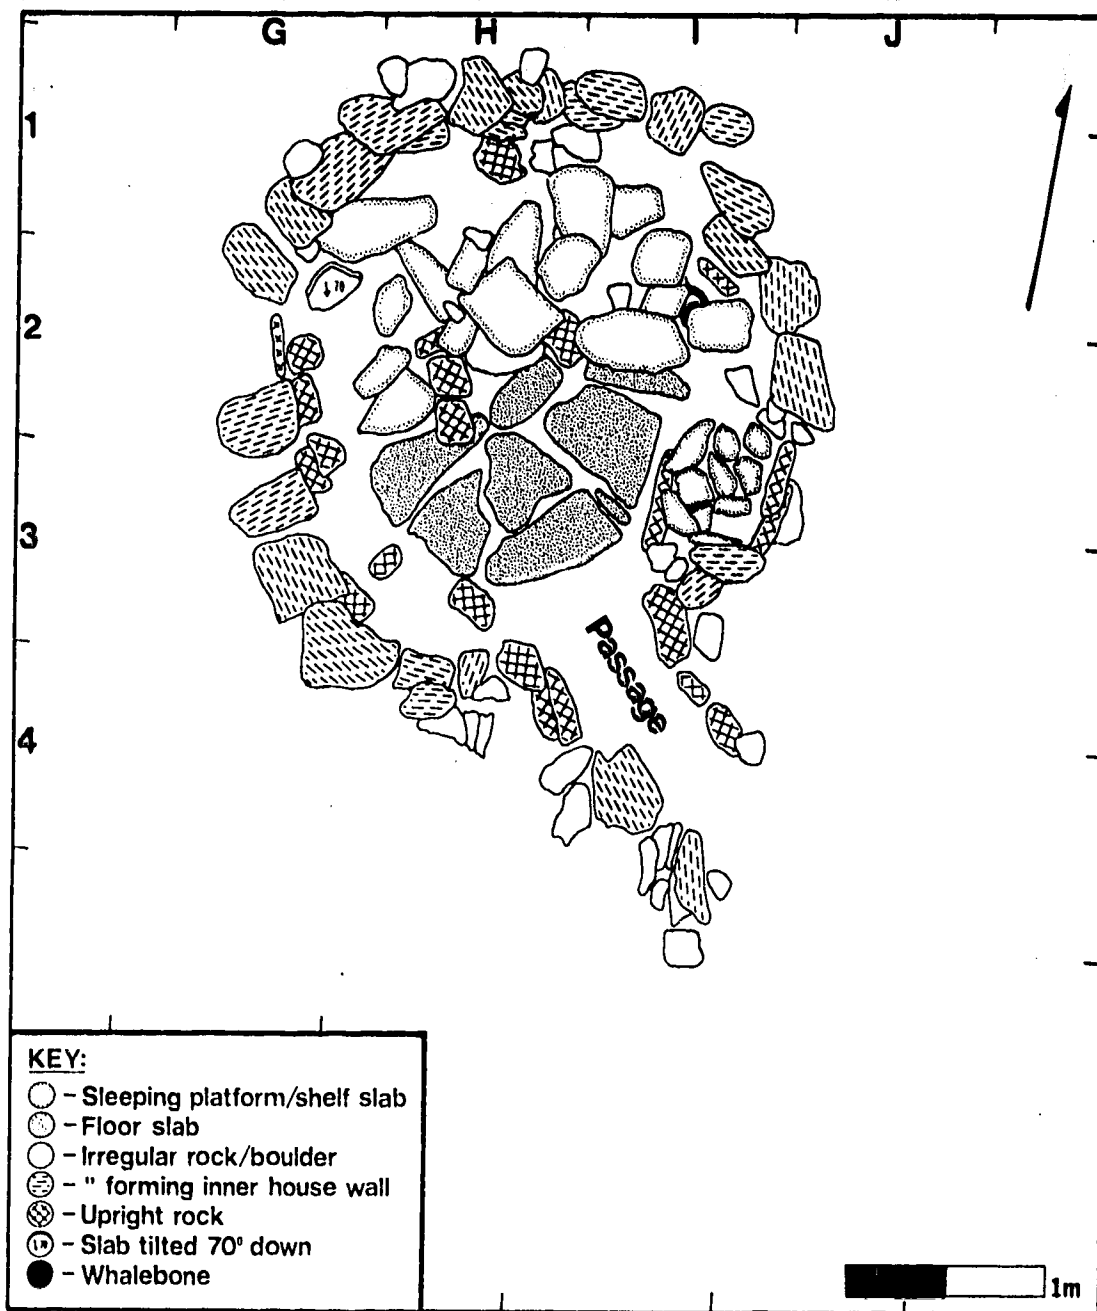 G H I J
1
2
3
4
↓ 70
Passage
KEY:
- Sleeping platform/shelf slab
- Floor slab
- Irregular rock/boulder
- " forming inner house wall
- Upright rock
- Slab tilted 70° down
- Whalebone
1m